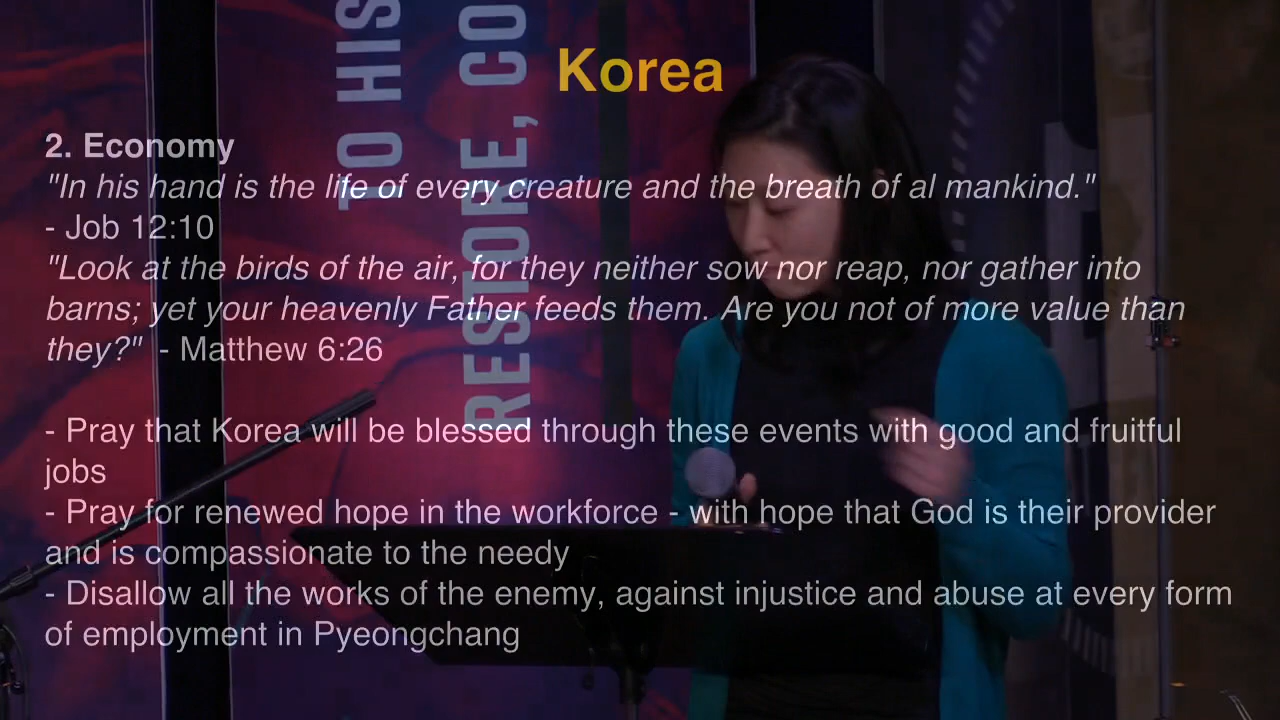 Korea
2. Economy
"In his hand is the life of every creature and the breath of al mankind."
- Job 12:10
"Look at the birds of the air, for they neither sow nor reap, nor gather into
barns; yet your heavenly Father feeds them. Are you not of more value than
they?" - Matthew 6:26
- Pray that Korea will be blessed through these events with good and fruitful
jobs
- Pray for renewed hope in the workforce - with hope that God is their provider
and is compassionate to the needy
- Disallow all the works of the enemy, against injustice and abuse at every form
of employment in Pyeongchang
TO HIS
RESTORE, CO